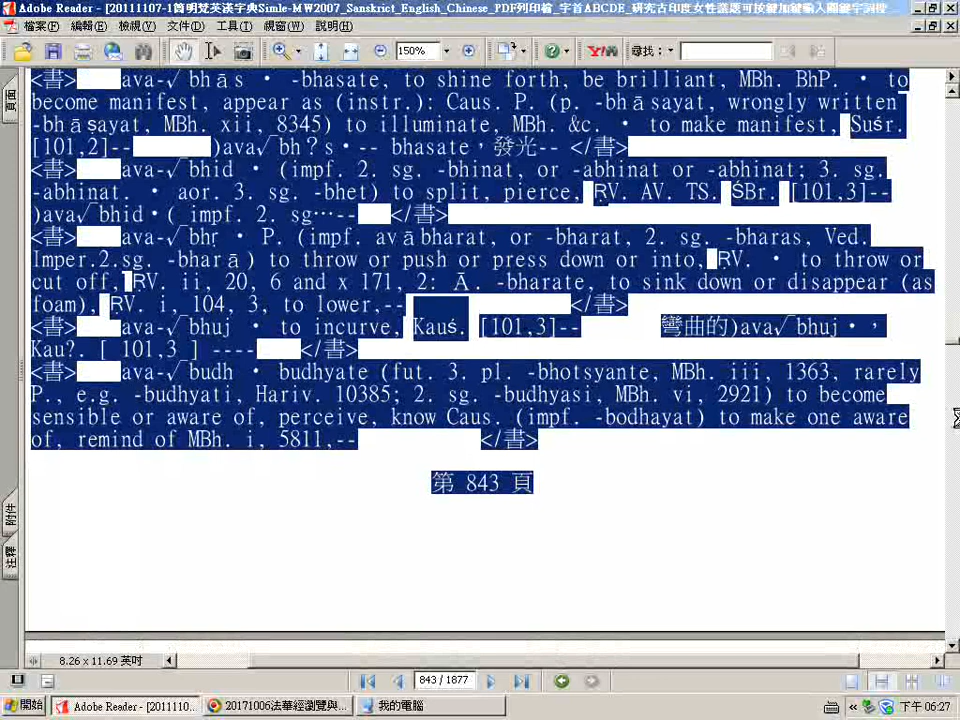 Adobe Reader - [20111107-1簡明梵英漢字典Simle-MW2007_Sanskrict_English_Chinese_PDF列印檔_字首ABCDE_研究古印度女性議題可按
檔案(F) 編輯(E) 檢視(V) 文件(D) 工具(T) 視窗(W) 說明(H)
150% Y! 尋找：
頁面
<書> ava-√bhās • -bhasate, to shine forth, be brilliant, MBh. BhP. • to
become manifest, appear as (instr.): Caus. P. (p. -bhāsayat, wrongly written
-bhāṣayat, MBh. xii, 8345) to illuminate, MBh. &c. • to make manifest, Suśr.
[101,2]-- )ava√bh?s•-- bhasate，發光-- </書>
<書> ava-√bhid • (impf. 2. sg. -bhinat, or -abhinat or -abhinat; 3. sg.
-abhinat. • aor. 3. sg. -bhet) to split, pierce, ṚV. AV. TS. ŚBr. [101,3]--
)ava√bhid•( impf. 2. sg…-- </書>
<書> ava-√bhṛ • P. (impf. avābharat, or -bharat, 2. sg. -bharas, Ved.
Imper.2.sg. -bharā) to throw or push or press down or into, ṚV. • to throw or
cut off, ṚV. ii, 20, 6 and x 171, 2: Ā. -bharate, to sink down or disappear (as
foam), ṚV. i, 104, 3, to lower,-- </書>
<書> ava-√bhuj • to incurve, Kauś. [101,3]-- 彎曲的)ava√bhuj•，
Kau?. [ 101,3 ] ---- </書>
<書> ava-√budh • budhyate (fut. 3. pl. -bhotsyante, MBh. iii, 1363, rarely
P., e.g. -budhyati, Hariv. 10385; 2. sg. -budhyasi, MBh. vi, 2921) to become
sensible or aware of, perceive, know Caus. (impf. -bodhayat) to make one aware
of, remind of MBh. i, 5811,-- </書>
第 843 頁
附件
注釋
8.26 x 11.69 英吋
843 / 1877
開始 Adobe Reader - [2011110... 20171006法華經瀏覽與... 我的電腦 下午 06:27